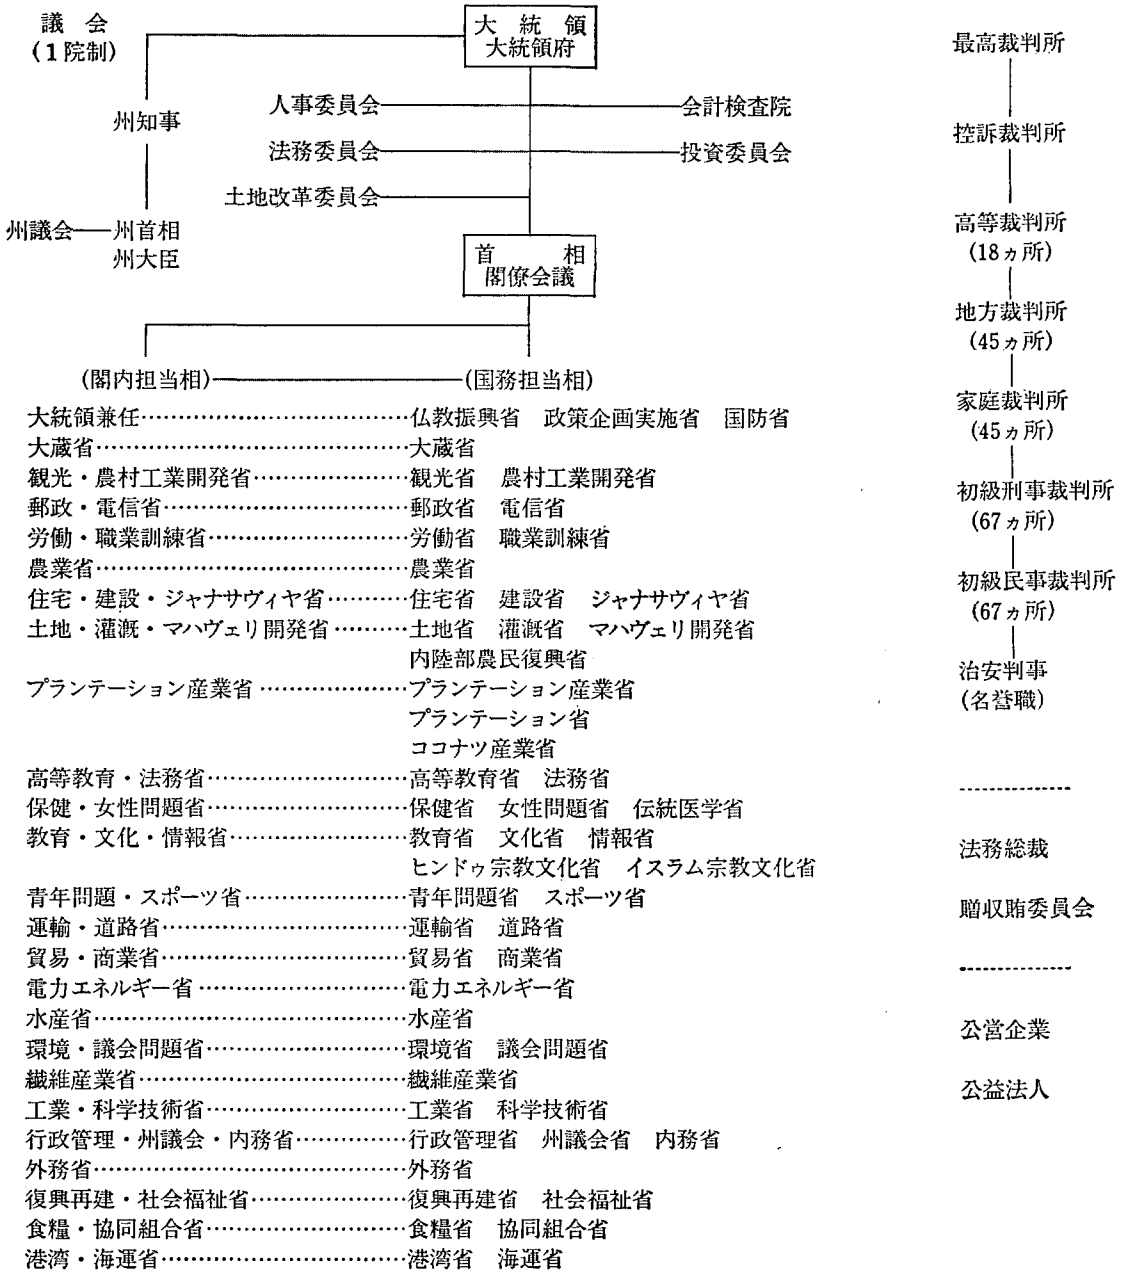 議会
(1院制)
大統領
大統領府
人事委員会 会計検査院
法務委員会 投資委員会
土地改革委員会
州知事
州議会 州首相
州大臣
首相
閣僚会議
(閣内担当相) (国務担当相)
大統領兼任……………………………仏教振興省 政策企画実施省 国防省
大蔵省……………………………大蔵省
観光・農村工業開発省……………観光省 農村工業開発省
郵政・電信省……………………郵政省 電信省
労働・職業訓練省…………………労働省 職業訓練省
農業省……………………………農業省
住宅・建設・ジャナサヴィヤ省…………住宅省 建設省 ジャナサヴィヤ省
土地・灌漑・マハヴェリ開発省…………土地省 灌漑省 マハヴェリ開発省
内陸部農民復興省
プランテーション産業省…………………プランテーション産業省
プランテーション省
ココナツ産業省
高等教育・法務省……………………高等教育省 法務省
保健・女性問題省……………………保健省 女性問題省 伝統医学省
教育・文化・情報省…………………教育省 文化省 情報省
ヒンドゥ宗教文化省 イスラム宗教文化省
青年問題・スポーツ省………………青年問題省 スポーツ省
運輸・道路省……………………運輸省 道路省
貿易・商業省……………………貿易省 商業省
電力エネルギー省…………………電力エネルギー省
水産省……………………………水産省
環境・議会問題省…………………環境省 議会問題省
繊維産業省………………………繊維産業省
工業・科学技術省…………………工業省 科学技術省
行政管理・州議会・内務省…………行政管理省 州議会省 内務省
外務省……………………………外務省
復興再建・社会福祉省……………復興再建省 社会福祉省
食糧・協同組合省…………………食糧省 協同組合省
港湾・海運省……………………港湾省 海運省
最高裁判所
控訴裁判所
高等裁判所
(18ヵ所)
地方裁判所
(45ヵ所)
家庭裁判所
(45ヵ所)
初級刑事裁判所
(67ヵ所)
初級民事裁判所
(67ヵ所)
治安判事
(名誉職)
法務総裁
贈収賄委員会
公営企業
公益法人